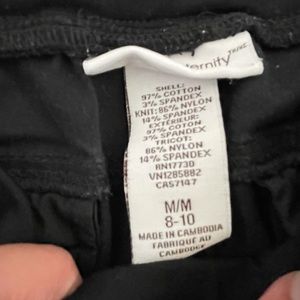 SHELL:
97% COTTON
3% SPANDEX
KNIT: 86% NYLON
14% SPANDEX
EXTÉRIEUR:
97% COTON
3% SPANDEX
TRICOT:
86% NYLON
14% SPANDEX
RN17730
VN1285882
CA57147
M/M
8-10
MADE IN CAMBODIA
FABRIQUÉ AU
CAMBODGE